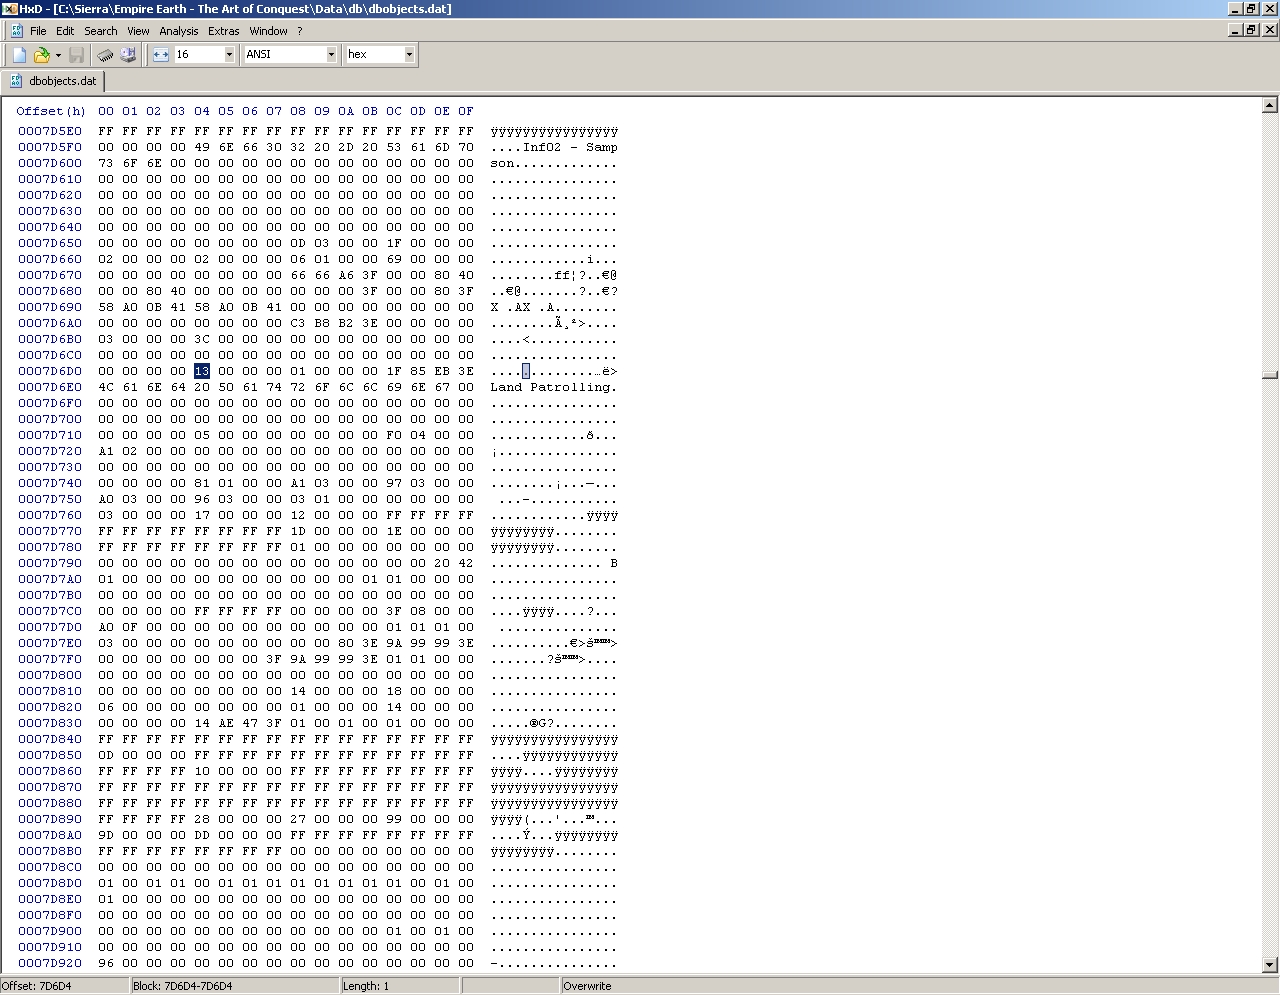 HxD - [C:\Sierra\Empire Earth - The Art of Conquest\Data\db\dbobjects.dat]
File Edit Search View Analysis Extras Window ?
16 ANSI hex
dbobjects.dat
Offset(h) 00 01 02 03 04 05 06 07 08 09 0A 0B 0C 0D 0E 0F
0007D5E0 FF FF FF FF FF FF FF FF FF FF FF FF FF FF FF FF ÿÿÿÿÿÿÿÿÿÿÿÿÿÿÿÿ
0007D5F0 00 00 00 00 49 6E 66 30 32 20 2D 20 53 61 6D 70 ....Inf02 - Samp
0007D600 73 6F 6E 00 00 00 00 00 00 00 00 00 00 00 00 00 son.............
0007D610 00 00 00 00 00 00 00 00 00 00 00 00 00 00 00 00 ................
0007D620 00 00 00 00 00 00 00 00 00 00 00 00 00 00 00 00 ................
0007D630 00 00 00 00 00 00 00 00 00 00 00 00 00 00 00 00 ................
0007D640 00 00 00 00 00 00 00 00 00 00 00 00 00 00 00 00 ................
0007D650 00 00 00 00 00 00 00 00 0D 03 00 00 1F 00 00 00 ................
0007D660 02 00 00 00 02 00 00 00 06 01 00 00 69 00 00 00 ............i...
0007D670 00 00 00 00 00 00 00 00 66 66 A6 3F 00 00 80 40 ........ff¦?..€@
0007D680 00 00 80 40 00 00 00 00 00 00 00 3F 00 00 80 3F ..€@.......?..€?
0007D690 58 A0 0B 41 58 A0 0B 41 00 00 00 00 00 00 00 00 X .AX .A........
0007D6A0 00 00 00 00 00 00 00 00 C3 B8 B2 3E 00 00 00 00 ........Ã¸²>....
0007D6B0 03 00 00 00 3C 00 00 00 00 00 00 00 00 00 00 00 ....<...........
0007D6C0 00 00 00 00 00 00 00 00 00 00 00 00 00 00 00 00 ................
0007D6D0 00 00 00 00 13 00 00 00 01 00 00 00 1F 85 EB 3E .............…ë>
0007D6E0 4C 61 6E 64 20 50 61 74 72 6F 6C 6C 69 6E 67 00 Land Patrolling.
0007D6F0 00 00 00 00 00 00 00 00 00 00 00 00 00 00 00 00 ................
0007D700 00 00 00 00 00 00 00 00 00 00 00 00 00 00 00 00 ................
0007D710 00 00 00 00 05 00 00 00 00 00 00 00 F0 04 00 00 ............ð...
0007D720 A1 02 00 00 00 00 00 00 00 00 00 00 00 00 00 00 ¡...............
0007D730 00 00 00 00 00 00 00 00 00 00 00 00 00 00 00 00 ................
0007D740 00 00 00 00 81 01 00 00 A1 03 00 00 97 03 00 00 ........¡...—...
0007D750 A0 03 00 00 96 03 00 00 03 01 00 00 00 00 00 00  ...–...........
0007D760 03 00 00 00 17 00 00 00 12 00 00 00 FF FF FF FF ............ÿÿÿÿ
0007D770 FF FF FF FF FF FF FF FF 1D 00 00 00 1E 00 00 00 ÿÿÿÿÿÿÿÿ........
0007D780 FF FF FF FF FF FF FF FF 01 00 00 00 00 00 00 00 ÿÿÿÿÿÿÿÿ........
0007D790 00 00 00 00 00 00 00 00 00 00 00 00 00 00 20 42 .............. B
0007D7A0 01 00 00 00 00 00 00 00 00 00 00 01 01 00 00 00 ................
0007D7B0 00 00 00 00 00 00 00 00 00 00 00 00 00 00 00 00 ................
0007D7C0 00 00 00 00 FF FF FF FF 00 00 00 00 3F 08 00 00 ....ÿÿÿÿ....?...
0007D7D0 A0 0F 00 00 00 00 00 00 00 00 00 00 01 01 01 00  ...............
0007D7E0 03 00 00 00 00 00 00 00 00 00 80 3E 9A 99 99 3E ..........€>š™™>
0007D7F0 00 00 00 00 00 00 00 3F 9A 99 99 3E 01 01 00 00 .......?š™™>....
0007D800 00 00 00 00 00 00 00 00 00 00 00 00 00 00 00 00 ................
0007D810 00 00 00 00 00 00 00 00 14 00 00 00 18 00 00 00 ................
0007D820 06 00 00 00 00 00 00 00 01 00 00 00 14 00 00 00 ................
0007D830 00 00 00 00 14 AE 47 3F 01 00 01 00 01 00 00 00 .....®G?........
0007D840 FF FF FF FF FF FF FF FF FF FF FF FF FF FF FF FF ÿÿÿÿÿÿÿÿÿÿÿÿÿÿÿÿ
0007D850 0D 00 00 00 FF FF FF FF FF FF FF FF FF FF FF FF ....ÿÿÿÿÿÿÿÿÿÿÿÿ
0007D860 FF FF FF FF 10 00 00 00 FF FF FF FF FF FF FF FF ÿÿÿÿ....ÿÿÿÿÿÿÿÿ
0007D870 FF FF FF FF FF FF FF FF FF FF FF FF FF FF FF FF ÿÿÿÿÿÿÿÿÿÿÿÿÿÿÿÿ
0007D880 FF FF FF FF FF FF FF FF FF FF FF FF FF FF FF FF ÿÿÿÿÿÿÿÿÿÿÿÿÿÿÿÿ
0007D890 FF FF FF FF 28 00 00 00 27 00 00 00 99 00 00 00 ÿÿÿÿ(...'...™...
0007D8A0 9D 00 00 00 DD 00 00 00 FF FF FF FF FF FF FF FF ....Ý...ÿÿÿÿÿÿÿÿ
0007D8B0 FF FF FF FF FF FF FF FF 00 00 00 00 00 00 00 00 ÿÿÿÿÿÿÿÿ........
0007D8C0 00 00 00 00 00 00 00 00 00 00 00 00 00 00 00 00 ................
0007D8D0 01 00 01 01 00 01 01 01 01 01 01 01 01 00 01 00 ................
0007D8E0 01 00 00 00 00 00 00 00 00 00 00 00 00 00 00 00 ................
0007D8F0 00 00 00 00 00 00 00 00 00 00 00 00 00 00 00 00 ................
0007D900 00 00 00 00 00 00 00 00 00 00 00 00 01 00 01 00 ................
0007D910 00 00 00 00 00 00 00 00 00 00 00 00 00 00 00 00 ................
0007D920 96 00 00 00 00 00 00 00 00 00 00 00 00 00 00 00 –...............
Offset: 7D6D4 Block: 7D6D4-7D6D4 Length: 1 Overwrite